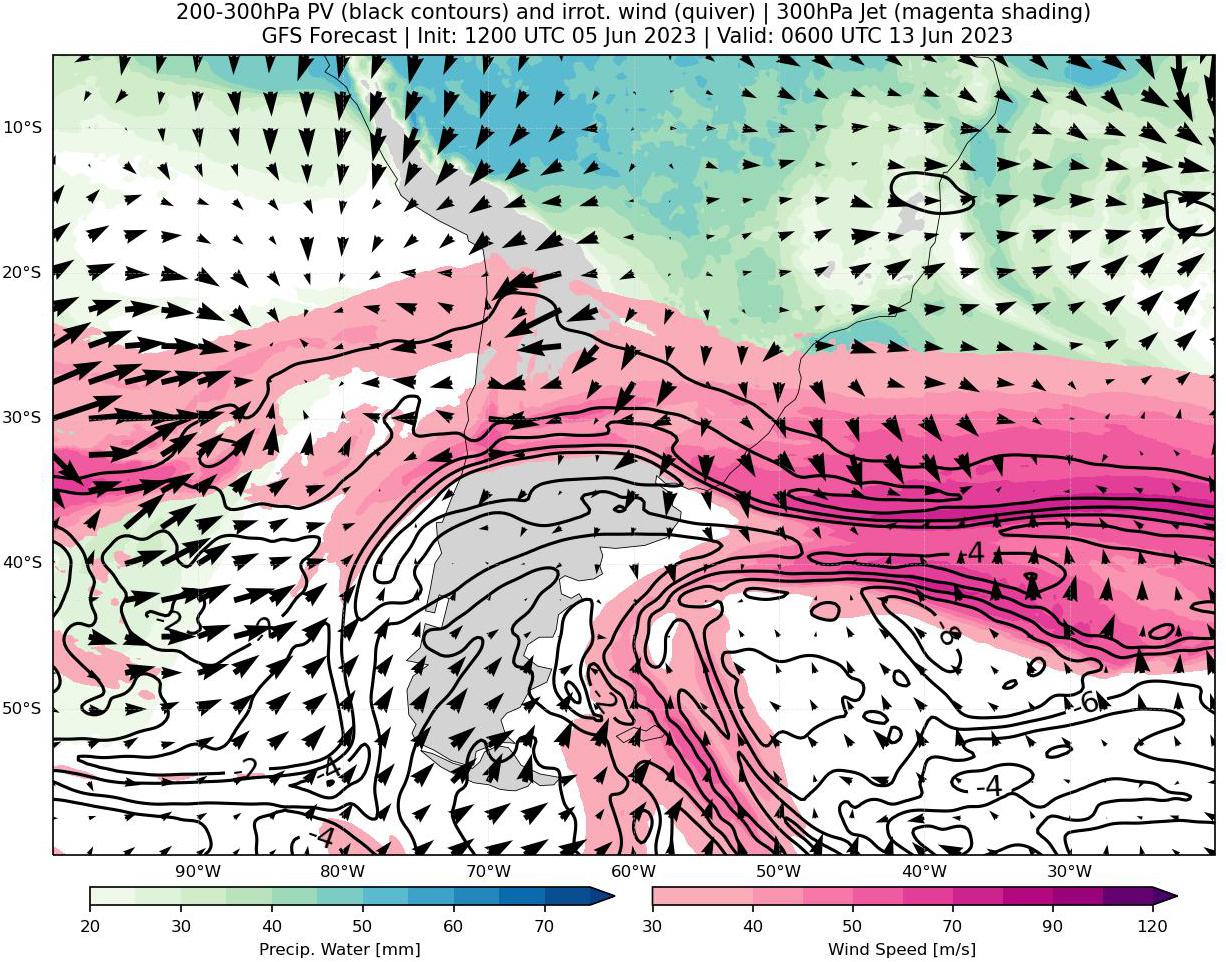 200-300hPa PV (black contours) and irrot. wind (quiver) | 300hPa Jet (magenta shading)
GFS Forecast | Init: 1200 UTC 05 Jun 2023 | Valid: 0600 UTC 13 Jun 2023
10°S
20°S
30°S
-4
40°S
-2
-8
-2
-6
50°S
-2
-4
-4
-4
90°W 80°W 70°W 60°W 50°W 40°W 30°W
20 30 40 50 60 70
30 40 50 70 90 120
Precip. Water [mm]
Wind Speed [m/s]